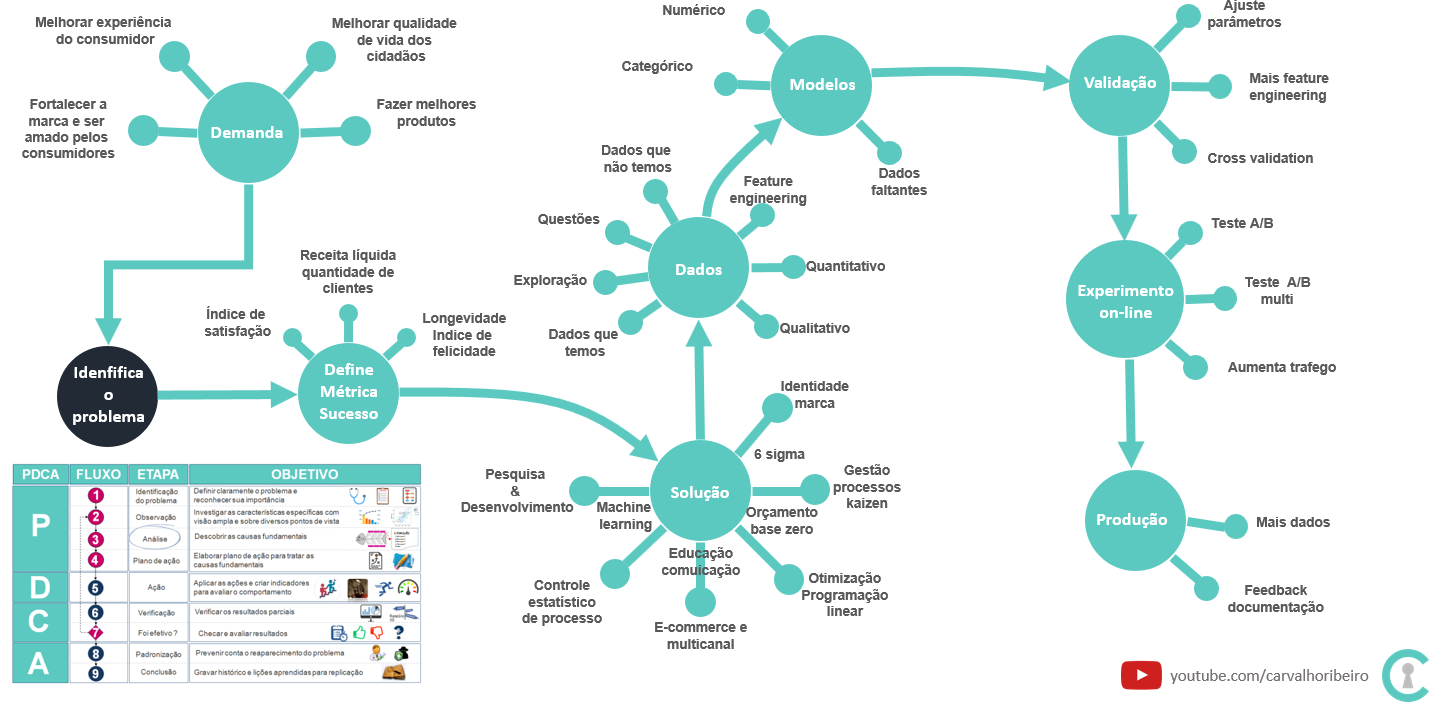 Melhorar experiência
do consumidor
Melhorar qualidade
de vida dos
cidadãos
Fortalecer a
marca e ser
amado pelos
consumidores
Demanda
Fazer melhores
produtos
Idenfifica
o
problema
Índice de
satisfação
Receita líquida
quantidade de
clientes
Longevidade
Indice de
felicidade
Define
Métrica
Sucesso
Pesquisa
&
Desenvolvimento
Machine
learning
Controle
estatístico
de processo
Educação
comuicação
E-commerce e
multicanal
Solução
Identidade
marca
6 sigma
Gestão
processos
kaizen
Orçamento
base zero
Otimização
Programação
linear
Dados que
não temos
Feature
engineering
Questões
Exploração
Dados que
temos
Dados
Quantitativo
Qualitativo
Numérico
Categórico
Modelos
Dados
faltantes
Ajuste
parâmetros
Validação
Mais feature
engineering
Cross validation
Teste A/B
Experimento
on-line
Teste  A/B
multi
Aumenta trafego
Produção
Mais dados
Feedback
documentação
PDCA FLUXO ETAPA OBJETIVO
P
1 Identificação
do problema
Definir claramente o problema e
reconhecer sua importância
2 Observação
Investigar as características específicas com
visão ampla e sobre diversos pontos de vista
3 Análise Descobrir as causas fundamentais
4 Plano de ação
Elaborar plano de ação para tratar as
causas fundamentais
D
5 Ação
Aplicar as ações e criar indicadores
para avaliar o comportamento
C
6 Verificação Verificar os resultados parciais
7 Foi efetivo ? Checar e avaliar resultados
?
A
8 Padronização Prevenir conta o reaparecimento do problema
9 Conclusão Gravar histórico e lições aprendidas para replicação
youtube.com/carvalhoribeiro